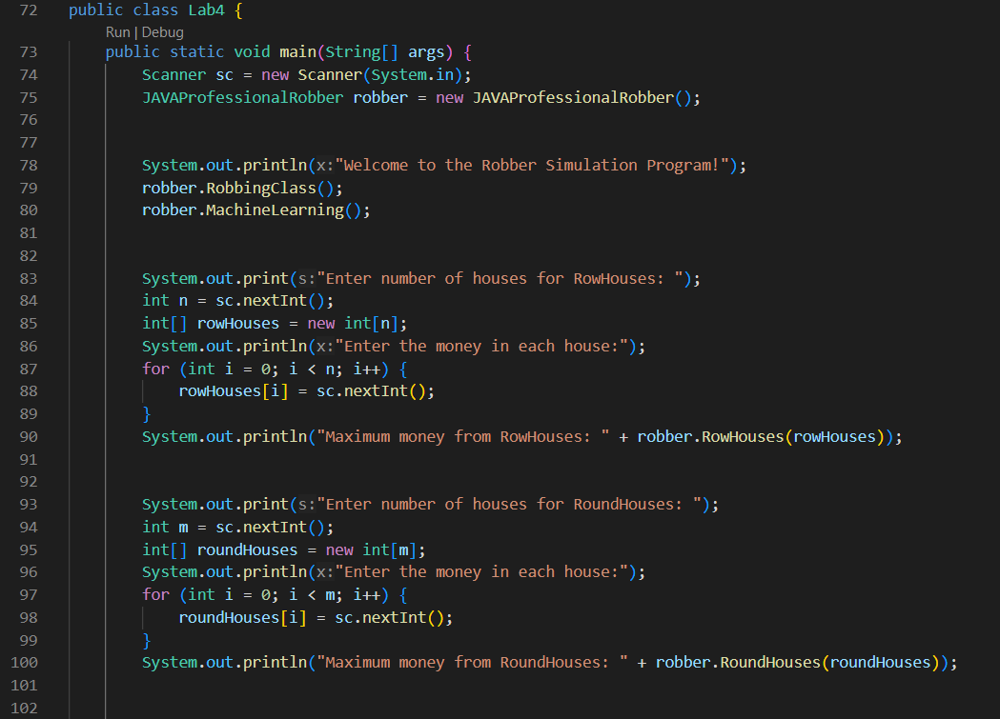 72 public class Lab4 {
Run | Debug
73 public static void main(String[] args) {
74 Scanner sc = new Scanner(System.in);
75 JAVAProfessionalRobber robber = new JAVAProfessionalRobber();
76
77
78 System.out.println(x:"Welcome to the Robber Simulation Program!");
79 robber.RobbingClass();
80 robber.MachineLearning();
81
82
83 System.out.print(s:"Enter number of houses for RowHouses: ");
84 int n = sc.nextInt();
85 int[] rowHouses = new int[n];
86 System.out.println(x:"Enter the money in each house:");
87 for (int i = 0; i < n; i++) {
88 rowHouses[i] = sc.nextInt();
89 }
90 System.out.println("Maximum money from RowHouses: " + robber.RowHouses(rowHouses));
91
92
93 System.out.print(s:"Enter number of houses for RoundHouses: ");
94 int m = sc.nextInt();
95 int[] roundHouses = new int[m];
96 System.out.println(x:"Enter the money in each house:");
97 for (int i = 0; i < m; i++) {
98 roundHouses[i] = sc.nextInt();
99 }
100 System.out.println("Maximum money from RoundHouses: " + robber.RoundHouses(roundHouses));
101
102